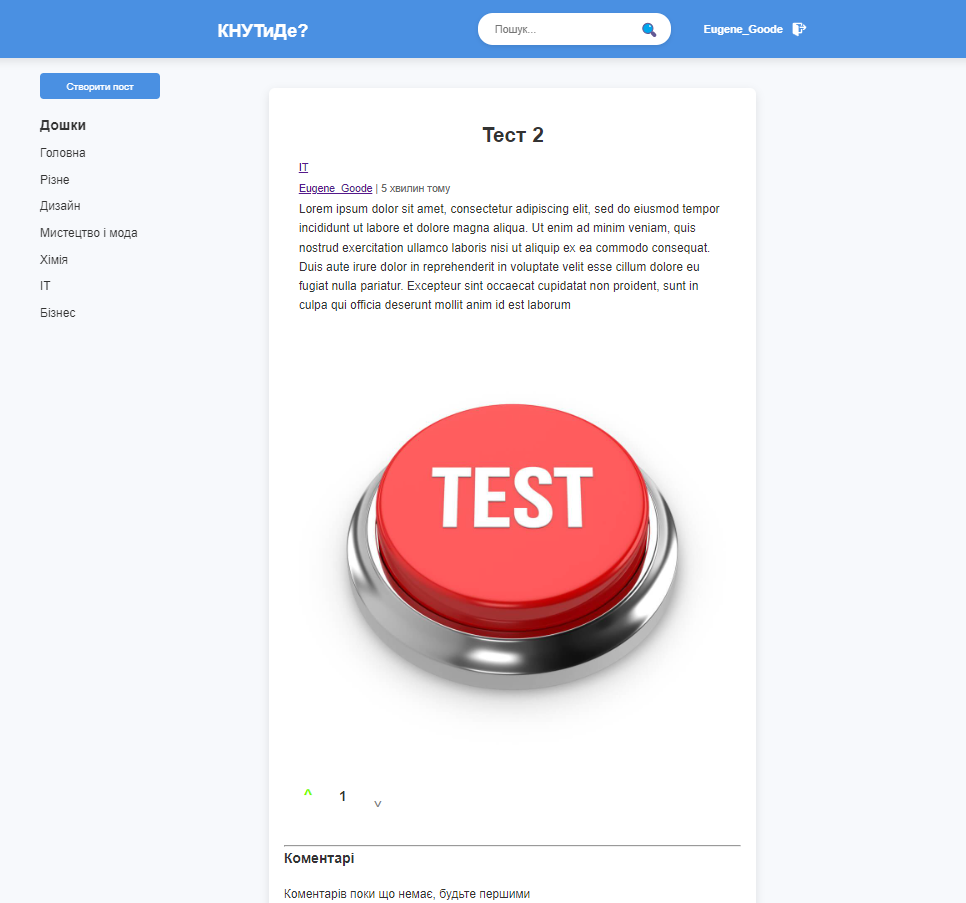 КНУТиДе?
Пошук...
Eugene_Goode
Створити пост
Дошки
Головна
Різне
Дизайн
Мистецтво і мода
Хімія
ІТ
Бізнес
Тест 2
ІТ
Eugene_Goode | 5 хвилин тому
Lorem ipsum dolor sit amet, consectetur adipiscing elit, sed do eiusmod tempor
incididunt ut labore et dolore magna aliqua. Ut enim ad minim veniam, quis
nostrud exercitation ullamco laboris nisi ut aliquip ex ea commodo consequat.
Duis aute irure dolor in reprehenderit in voluptate velit esse cillum dolore eu
fugiat nulla pariatur. Excepteur sint occaecat cupidatat non proident, sunt in
culpa qui officia deserunt mollit anim id est laborum
TEST
^ 1 v
Коментарі
Коментарів поки що немає, будьте першими